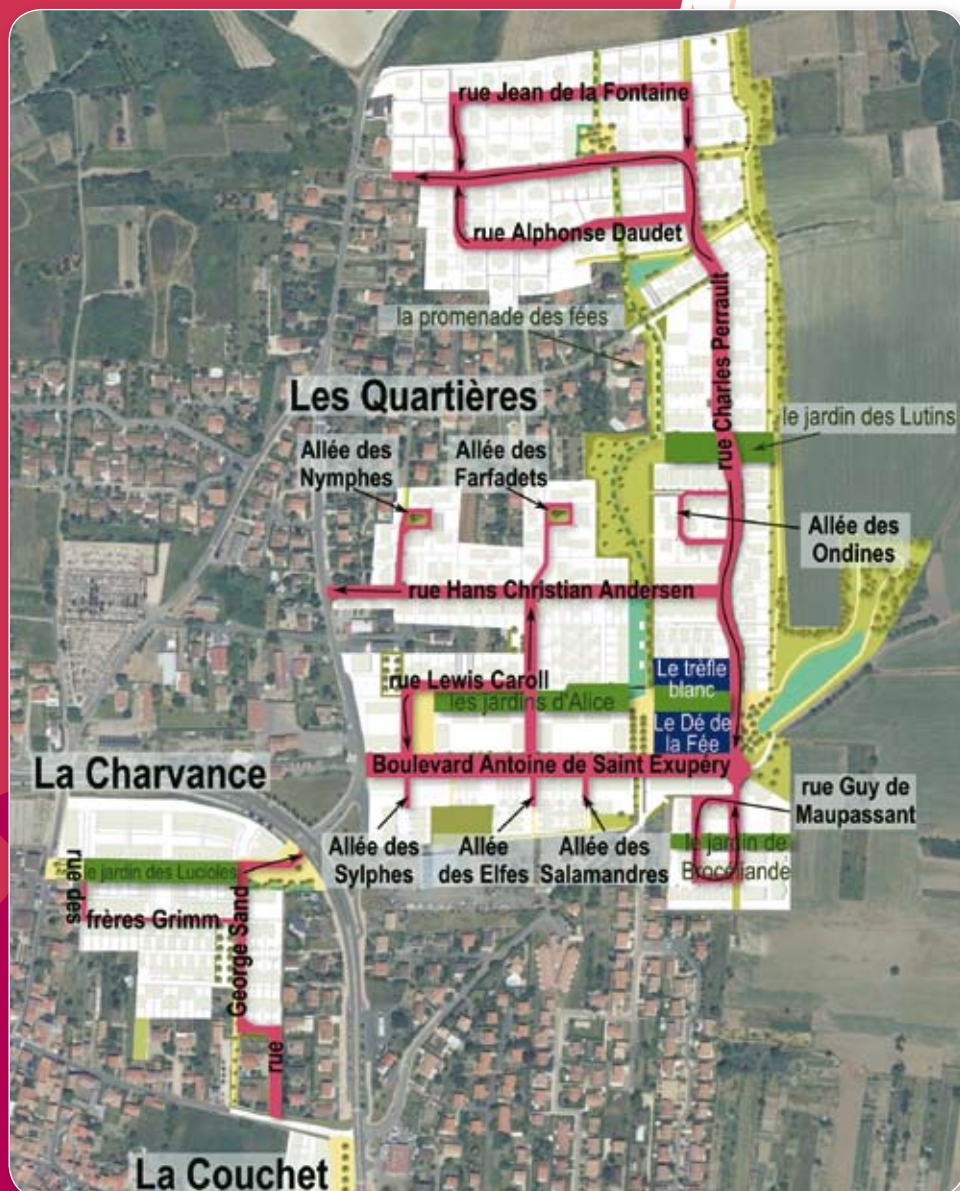 rue Jean de la Fontaine
rue Alphonse Daudet
la promenade des fées
rue Charles Perrault
Les Quartières
le jardin des Lutins
Allée des
Nymphes
Allée des
Farfadets
Allée des
Ondines
rue Hans Christian Andersen
Le trèfle
blanc
rue Lewis Caroll
les jardins d'Alice
Le Dé de
la Fée
Boulevard Antoine de Saint Exupéry
La Charvance
rue Guy de
Maupassant
Allée des
Sylphes
Allée
des Elfes
Allée des
Salamandres
le jardin de
Brocéliande
rue des
frères Grimm
le jardin des Lucioles
George Sand
rue
La Couchet